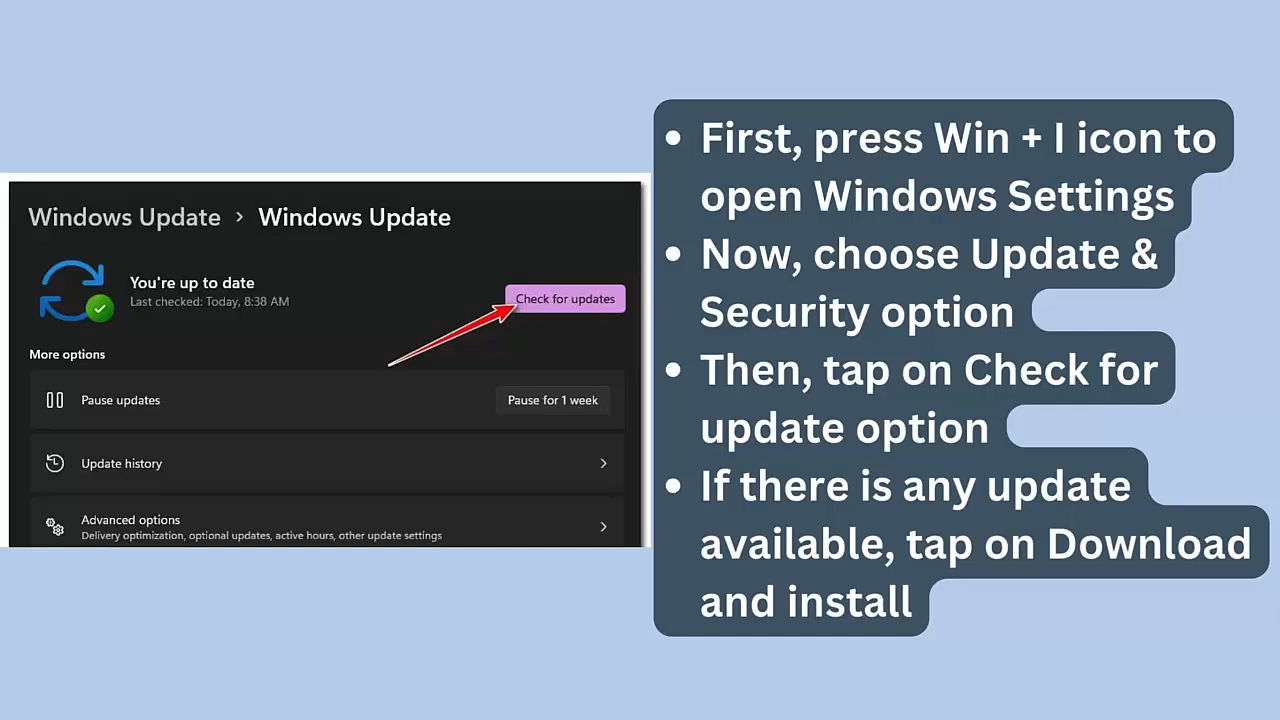 Windows Update > Windows Update
You're up to date
Last checked: Today, 8:38 AM
Check for updates
More options
Pause updates
Pause for 1 week
Update history
Advanced options
Delivery optimization, optional updates, active hours, other update settings
• First, press Win + I icon to
open Windows Settings
• Now, choose Update &
Security option
• Then, tap on Check for
update option
• If there is any update
available, tap on Download
and install